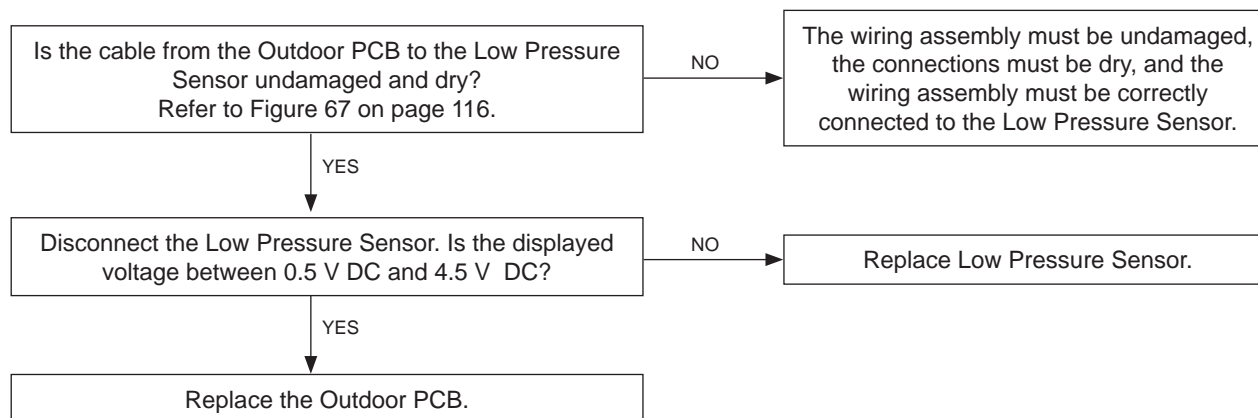 Is the cable from the Outdoor PCB to the Low Pressure
Sensor undamaged and dry?
Refer to Figure 67 on page 116.
NO
The wiring assembly must be undamaged,
the connections must be dry, and the
wiring assembly must be correctly
connected to the Low Pressure Sensor.
YES
Disconnect the Low Pressure Sensor. Is the displayed
voltage between 0.5 V DC and 4.5 V  DC?
NO
Replace Low Pressure Sensor.
YES
Replace the Outdoor PCB.